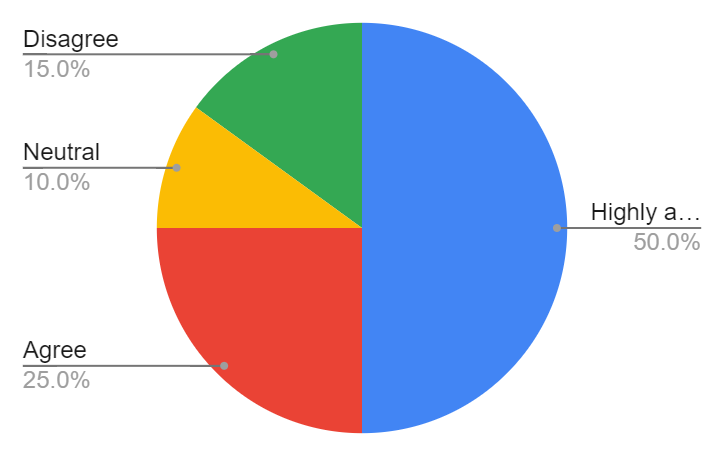 Disagree
15.0%
Neutral
10.0%
Highly a…
50.0%
Agree
25.0%